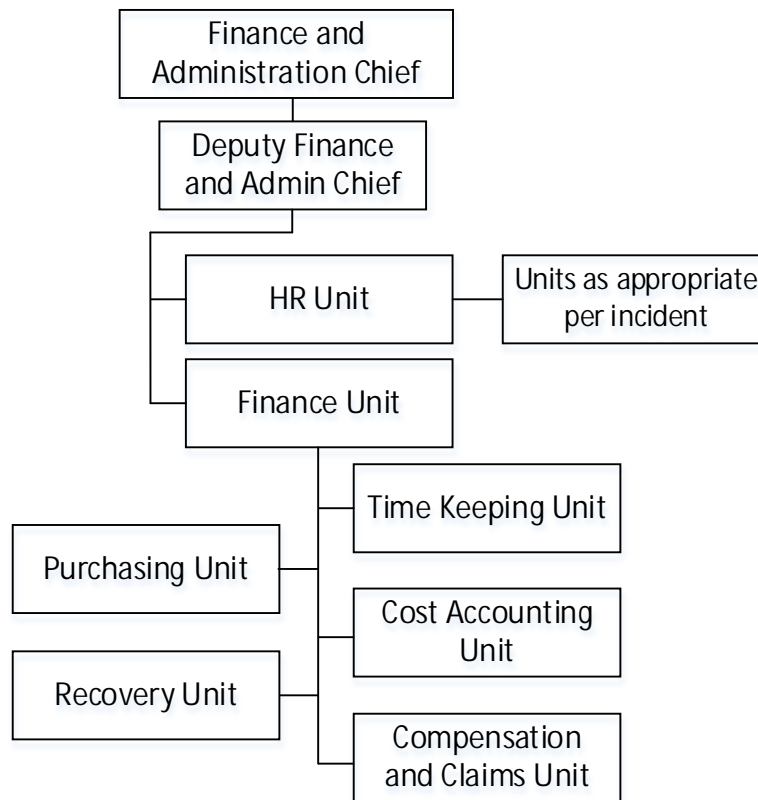 Finance and
Administration Chief
Deputy Finance
and Admin Chief
HR Unit
Units as appropriate
per incident
Finance Unit
Time Keeping Unit
Purchasing Unit
Cost Accounting
Unit
Recovery Unit
Compensation
and Claims Unit